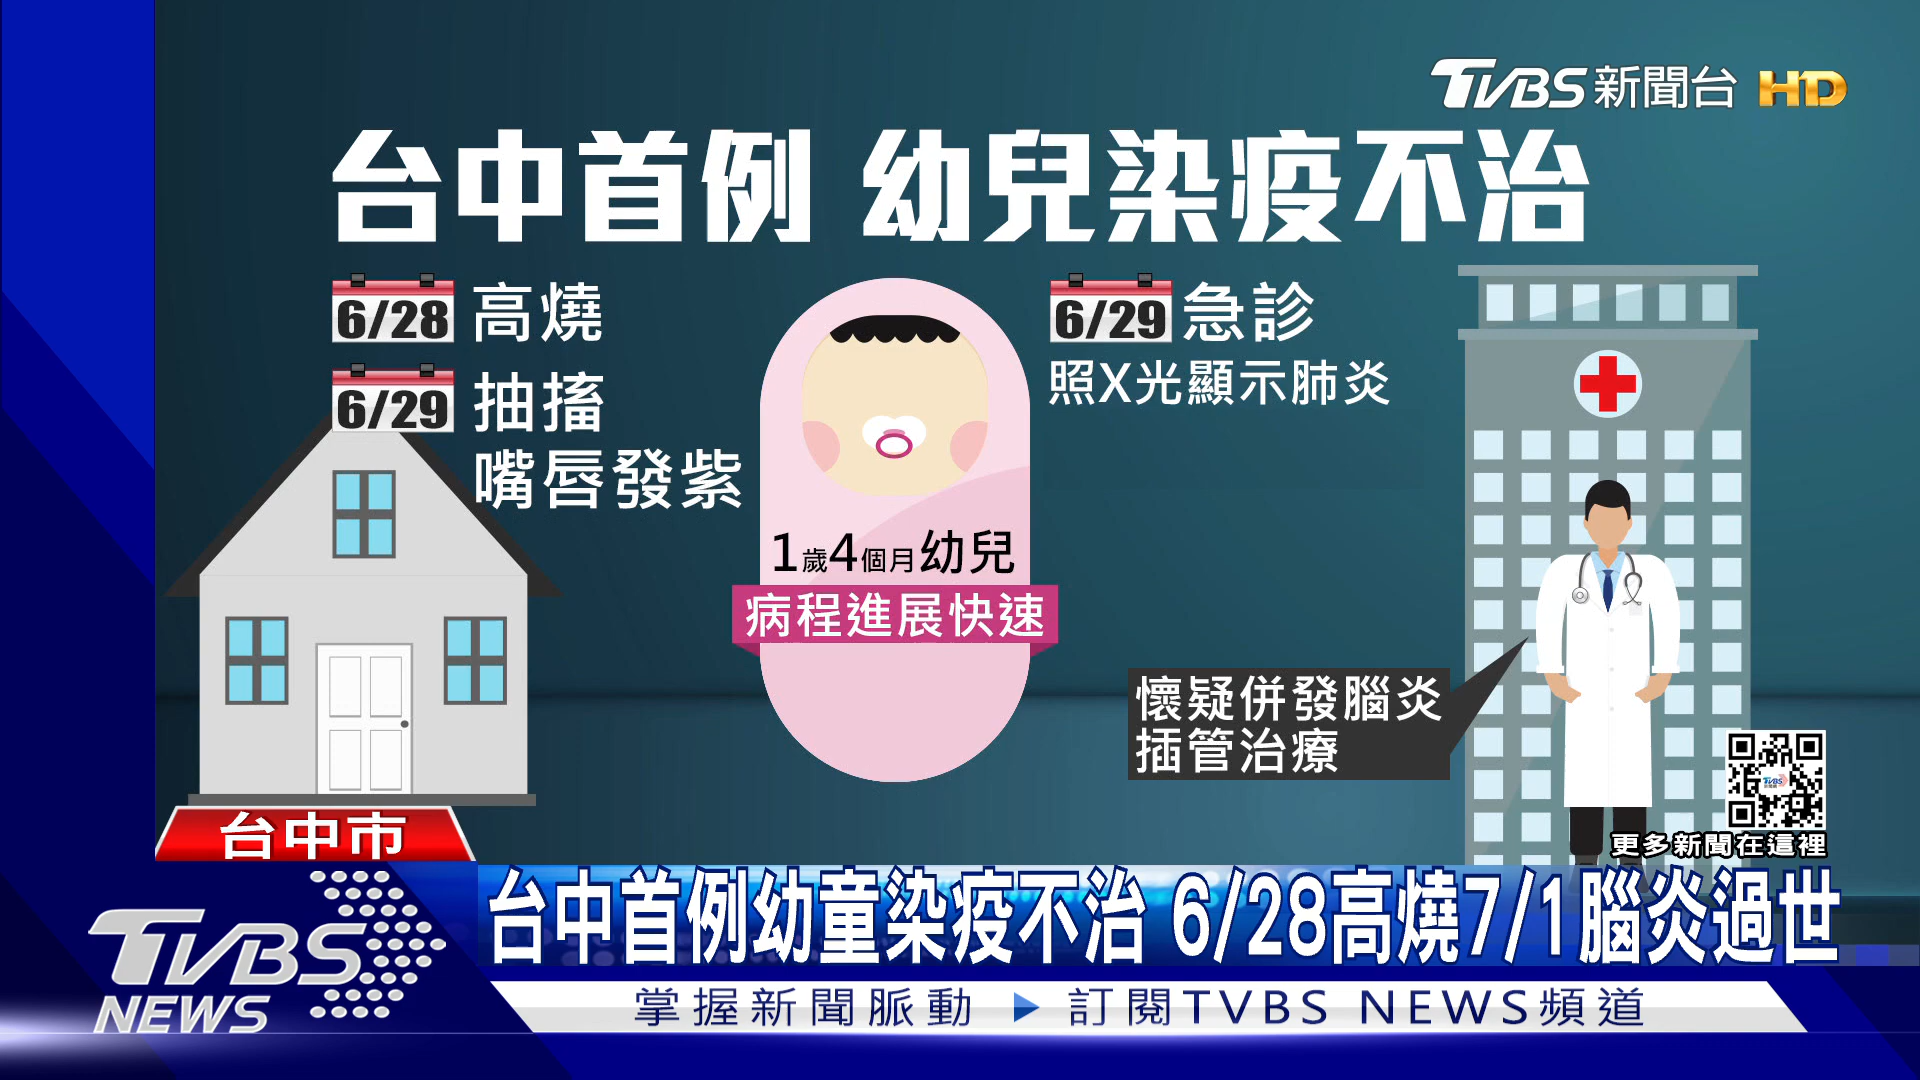 TVBS新聞台 HD
台中首例 幼兒染疫不治
6/28 高燒
6/29 抽搐
嘴唇發紫
6/29 急診
照X光顯示肺炎
1歲4個月幼兒
病程進展快速
懷疑併發腦炎
插管治療
TVBS
更多新聞在這裡
台中市
台中首例幼童染疫不治 6/28高燒7/1腦炎過世
TVBS
NEWS
掌握新聞脈動 ▶ 訂閱TVBS NEWS頻道